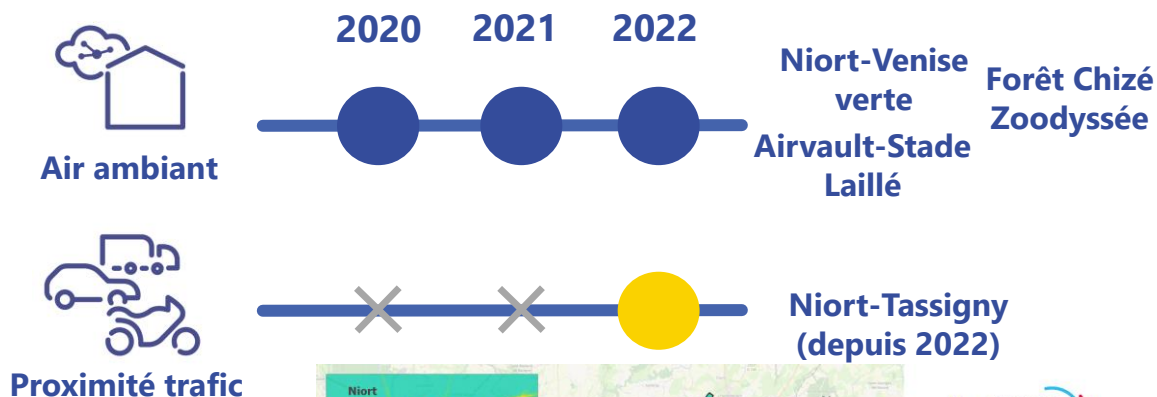 2020 2021 2022
Air ambiant
Niort-Venise
verte
Airvault-Stade
Laillé
Forêt Chizé
Zoodyssée
Proximité trafic
Niort-Tassigny
(depuis 2022)
Niort